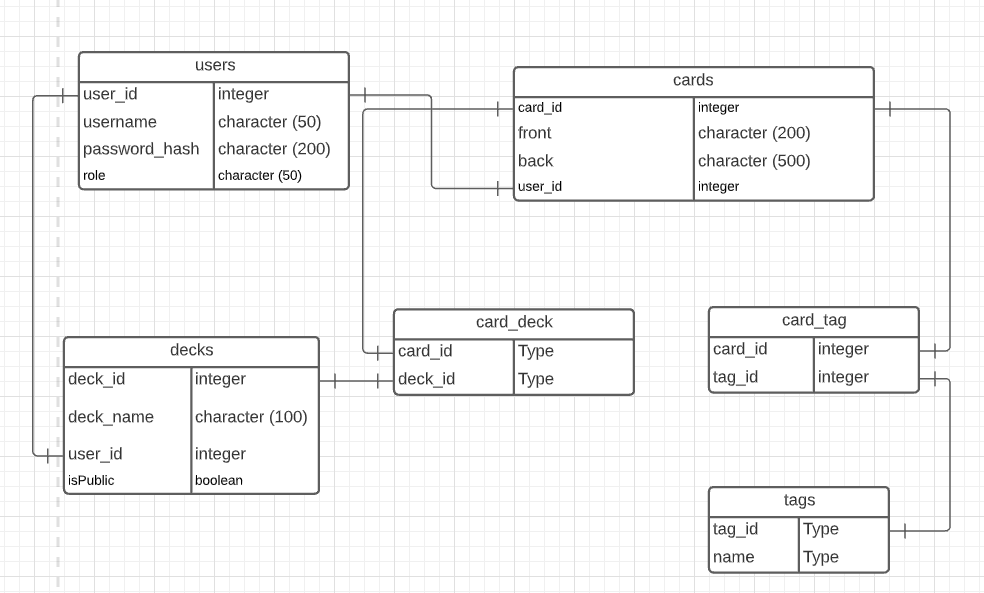 users
user_id integer
username character (50)
password_hash character (200)
role character (50)
cards
card_id integer
front character (200)
back character (500)
user_id integer
decks
deck_id integer
deck_name character (100)
user_id integer
isPublic boolean
card_deck
card_id Type
deck_id Type
card_tag
card_id integer
tag_id integer
tags
tag_id Type
name Type